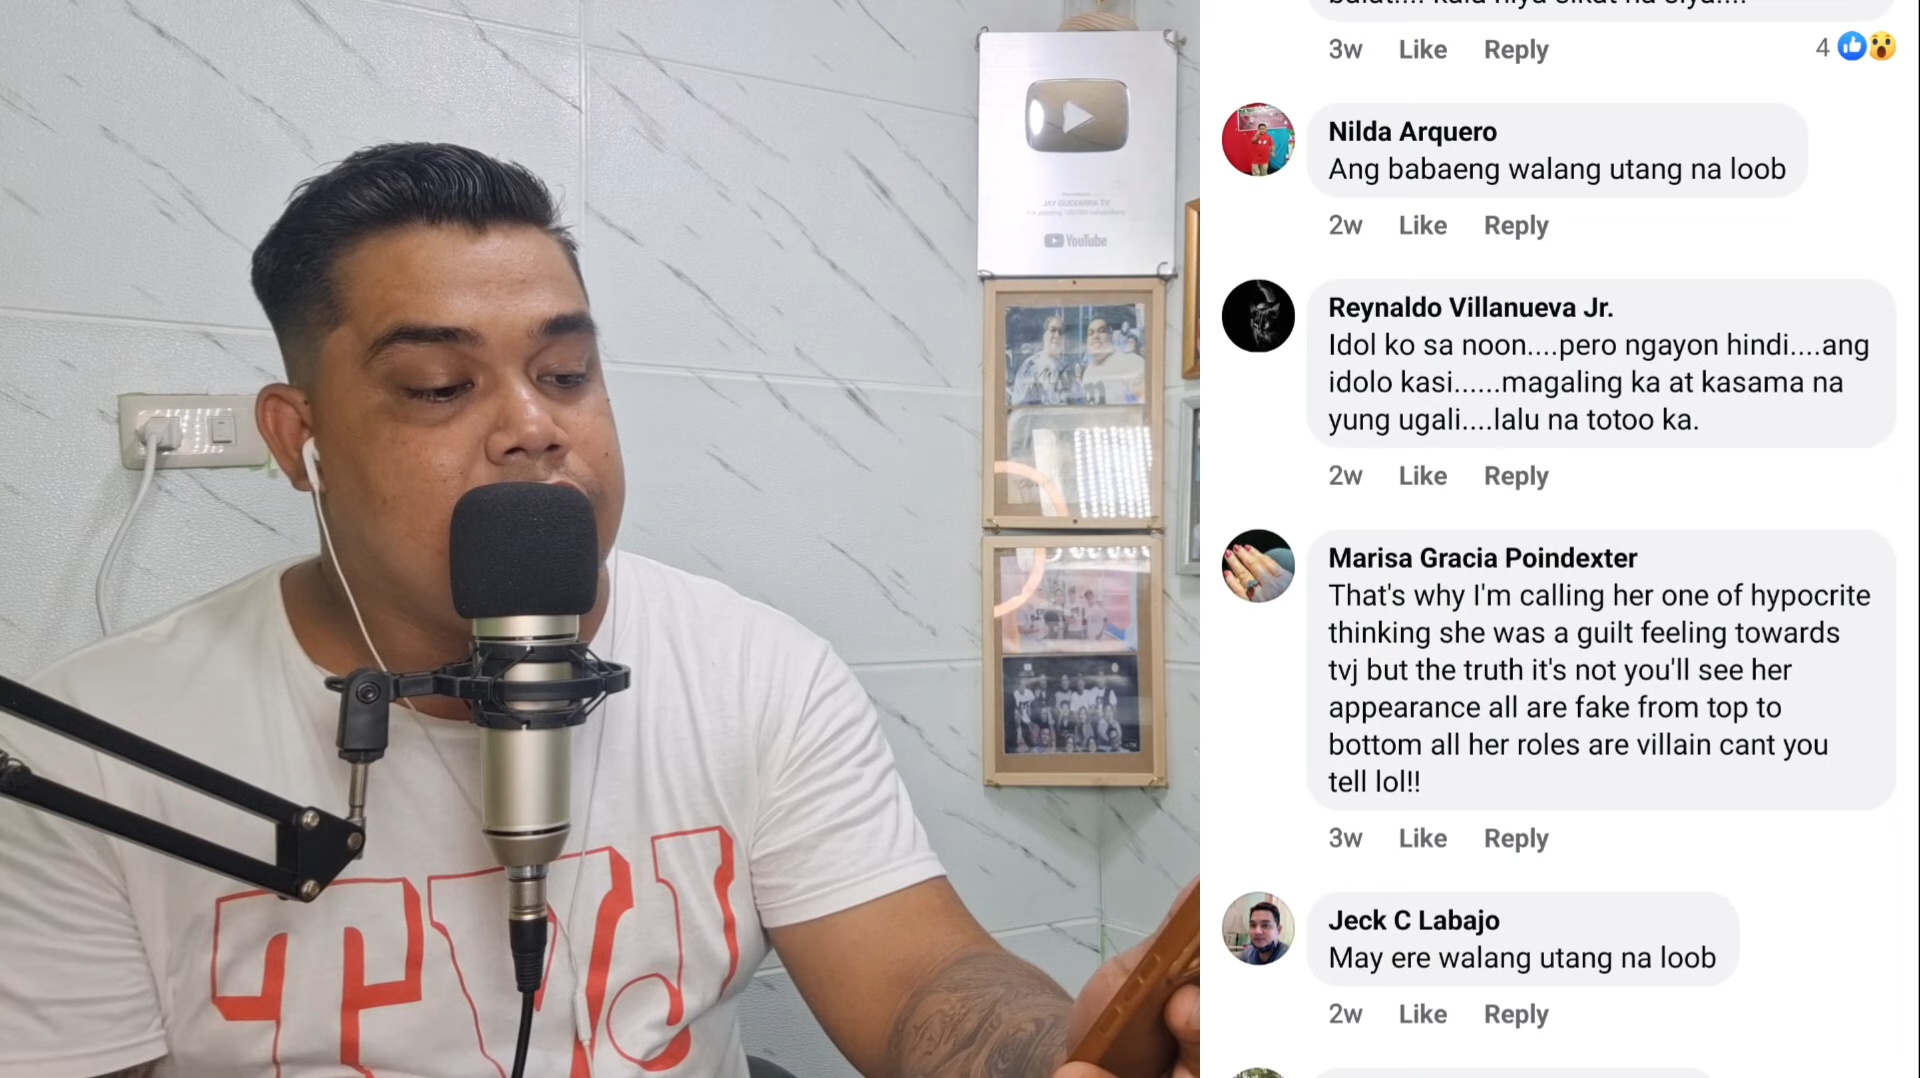 JAY GUEVARRA TV
YouTube
TVJ
3w Like Reply 4
Nilda Arquero
Ang babaeng walang utang na loob
2w Like Reply
Reynaldo Villanueva Jr.
Idol ko sa noon....pero ngayon hindi....ang
idolo kasi......magaling ka at kasama na
yung ugali....lalu na totoo ka.
2w Like Reply
Marisa Gracia Poindexter
That's why I'm calling her one of hypocrite
thinking she was a guilt feeling towards
tvj but the truth it's not you'll see her
appearance all are fake from top to
bottom all her roles are villain cant you
tell lol!!
3w Like Reply
Jeck C Labajo
May ere walang utang na loob
2w Like Reply